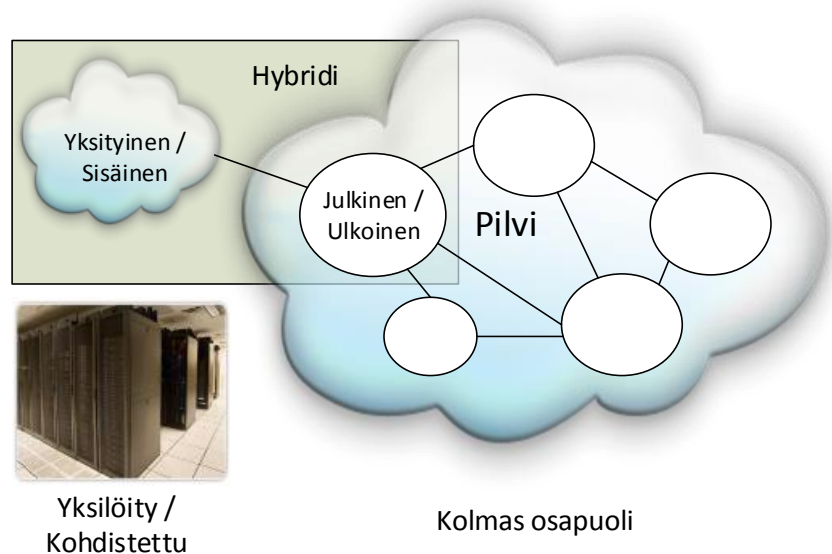 Hybridi
Yksityinen /
Sisäinen
Julkinen /
Ulkoinen
Pilvi
Yksilöity /
Kohdistettu
Kolmas osapuoli